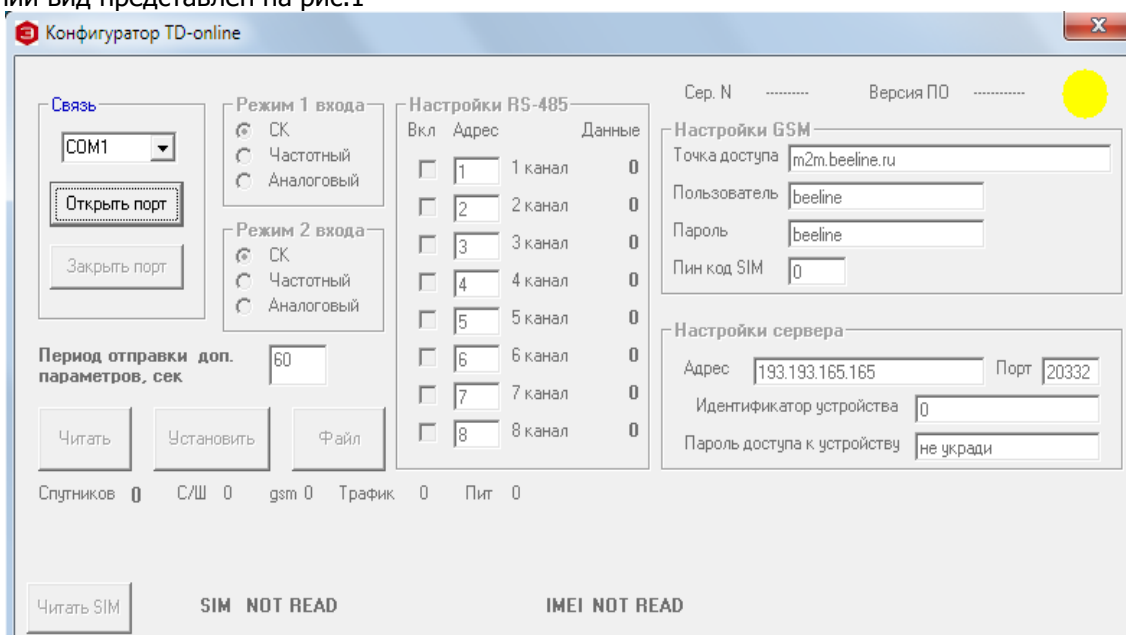 ий вид представлен на рис.1
Конфигуратор TD-online
Связь
COM1
Открыть порт
Закрыть порт
Режим 1 входа
СК
Частотный
Аналоговый
Режим 2 входа
СК
Частотный
Аналоговый
Период отправки доп.
параметров, сек
60
Читать Установить Файл
Настройки RS-485
Вкл Адрес Данные
1 1 канал 0
2 2 канал 0
3 3 канал 0
4 4 канал 0
5 5 канал 0
6 6 канал 0
7 7 канал 0
8 8 канал 0
Сер. N ---------- Версия ПО ------------
Настройки GSM
Точка доступа m2m.beeline.ru
Пользователь beeline
Пароль beeline
Пин код SIM 0
Настройки сервера
Адрес 193.193.165.165 Порт 20332
Идентификатор устройства 0
Пароль доступа к устройству не укради
Спутников 0 С/Ш 0 gsm 0 Трафик 0 Пит 0
Читать SIM SIM NOT READ IMEI NOT READ